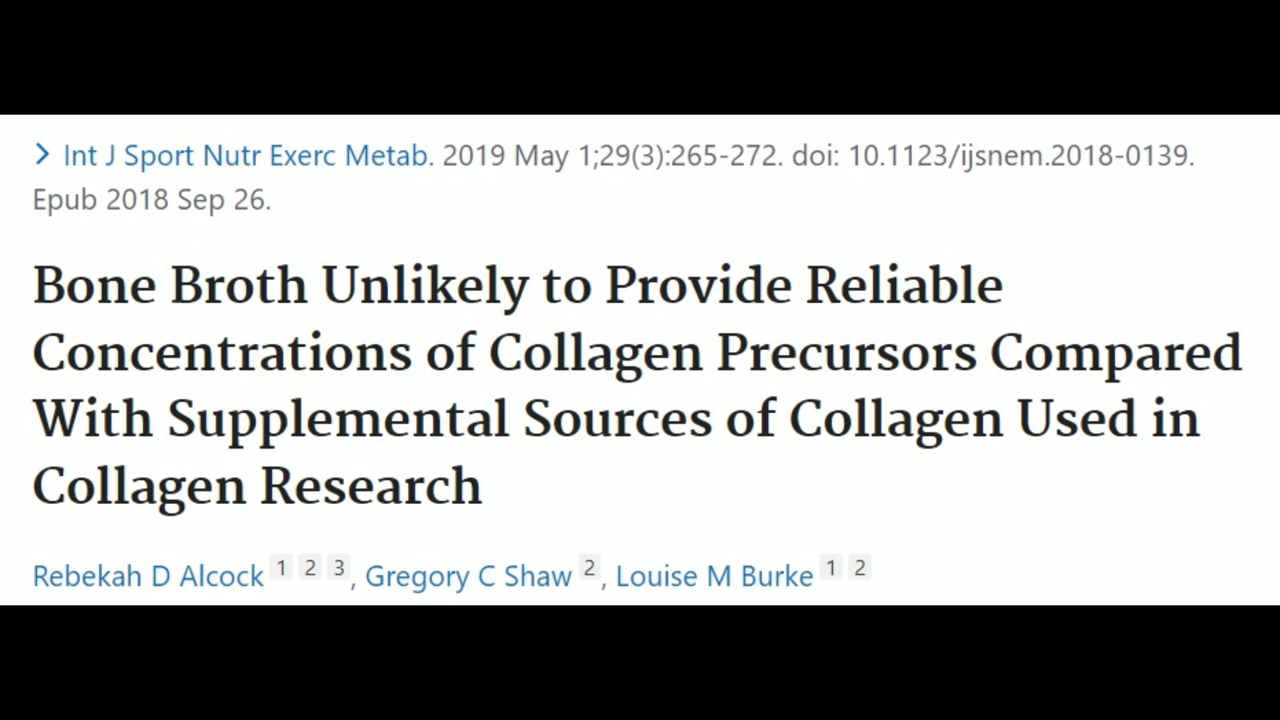 > Int J Sport Nutr Exerc Metab. 2019 May 1;29(3):265-272. doi: 10.1123/ijsnem.2018-0139.
Epub 2018 Sep 26.
Bone Broth Unlikely to Provide Reliable
Concentrations of Collagen Precursors Compared
With Supplemental Sources of Collagen Used in
Collagen Research
Rebekah D Alcock 1 2 3, Gregory C Shaw 2, Louise M Burke 1 2